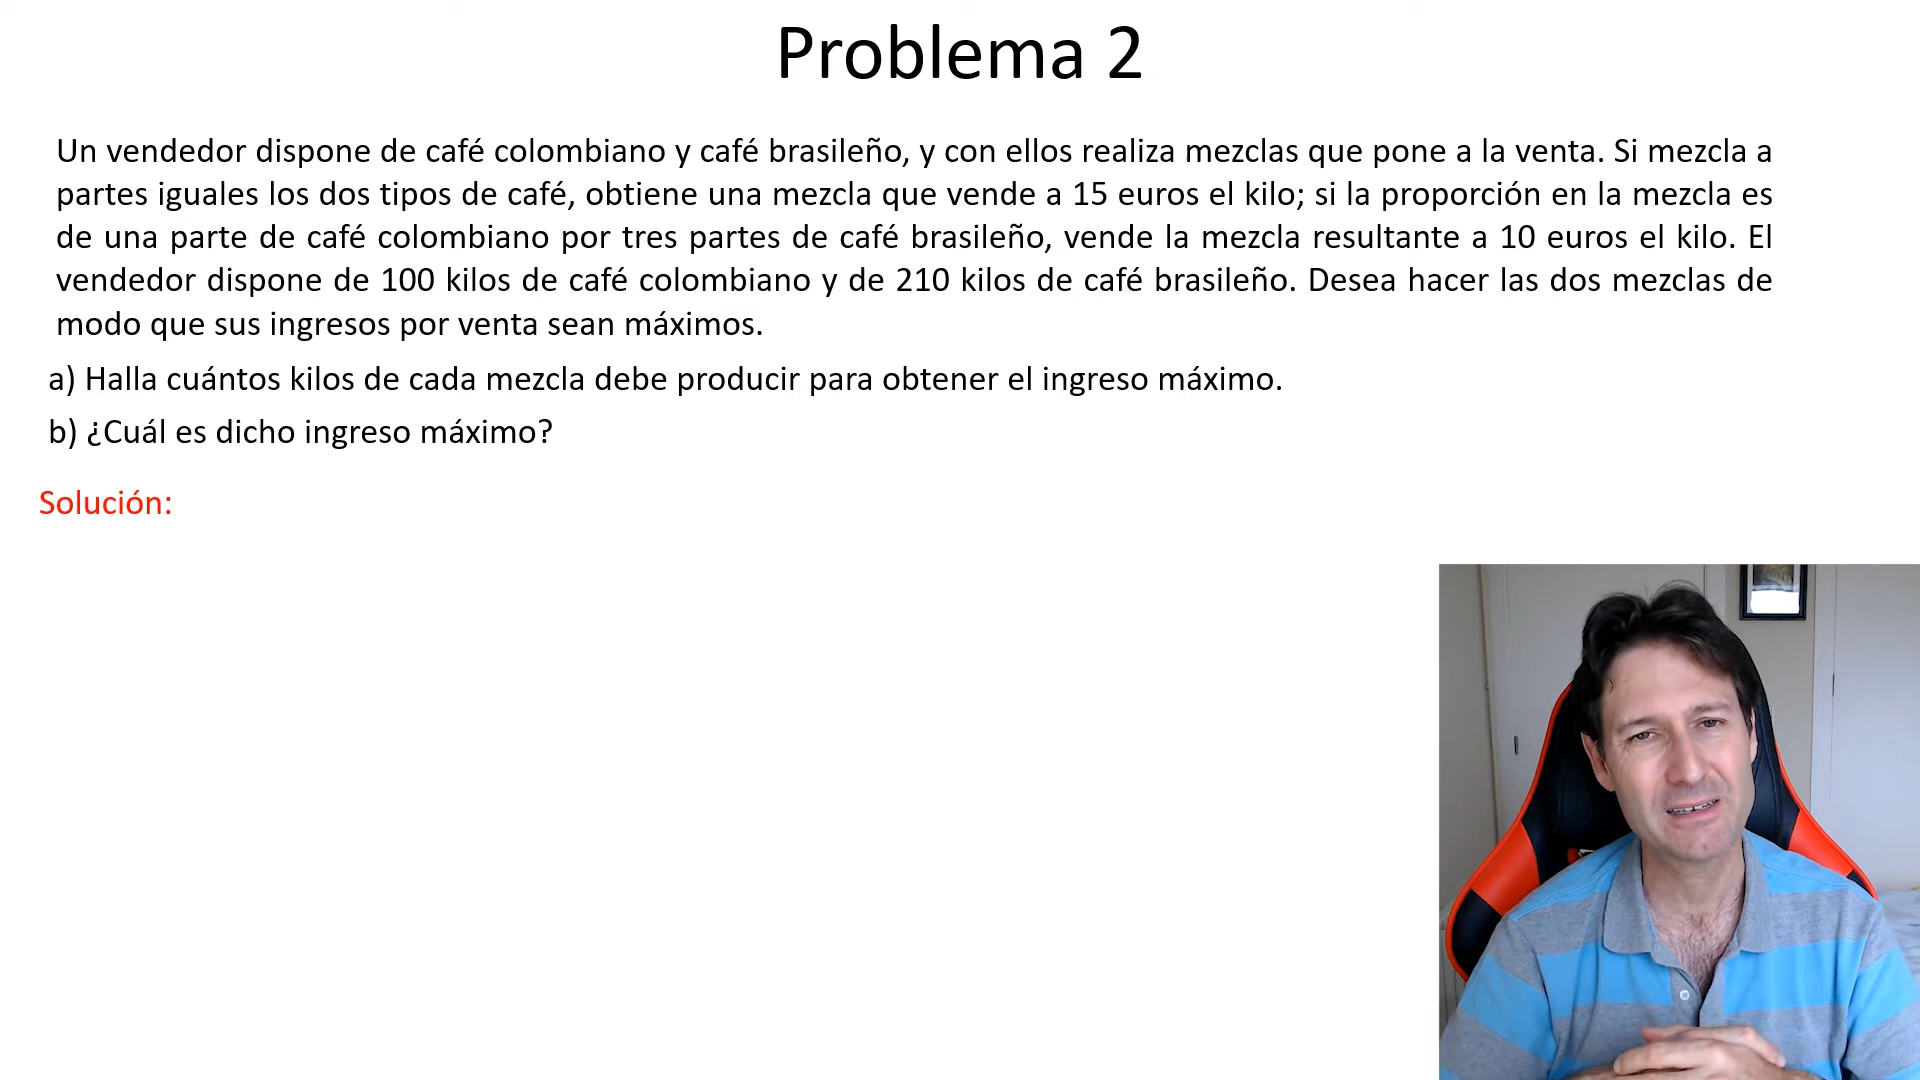 Problema 2
Un vendedor dispone de café colombiano y café brasileño, y con ellos realiza mezclas que pone a la venta. Si mezcla a
partes iguales los dos tipos de café, obtiene una mezcla que vende a 15 euros el kilo; si la proporción en la mezcla es
de una parte de café colombiano por tres partes de café brasileño, vende la mezcla resultante a 10 euros el kilo. El
vendedor dispone de 100 kilos de café colombiano y de 210 kilos de café brasileño. Desea hacer las dos mezclas de
modo que sus ingresos por venta sean máximos.
a) Halla cuántos kilos de cada mezcla debe producir para obtener el ingreso máximo.
b) ¿Cuál es dicho ingreso máximo?
Solución: